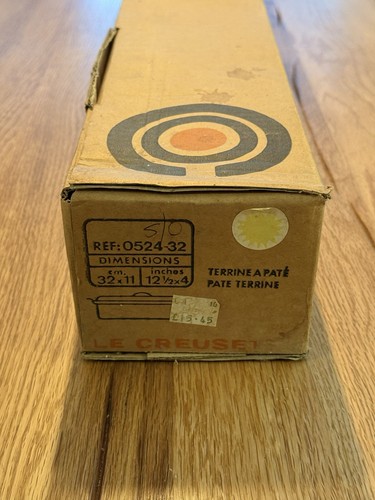 s/o
REF: 0524-32
DIMENSIONS
cm. inches
32 x 11 12 ½ x 4
TERRINE A PATÉ
PATE TERRINE
£15-45
LE CREUSET